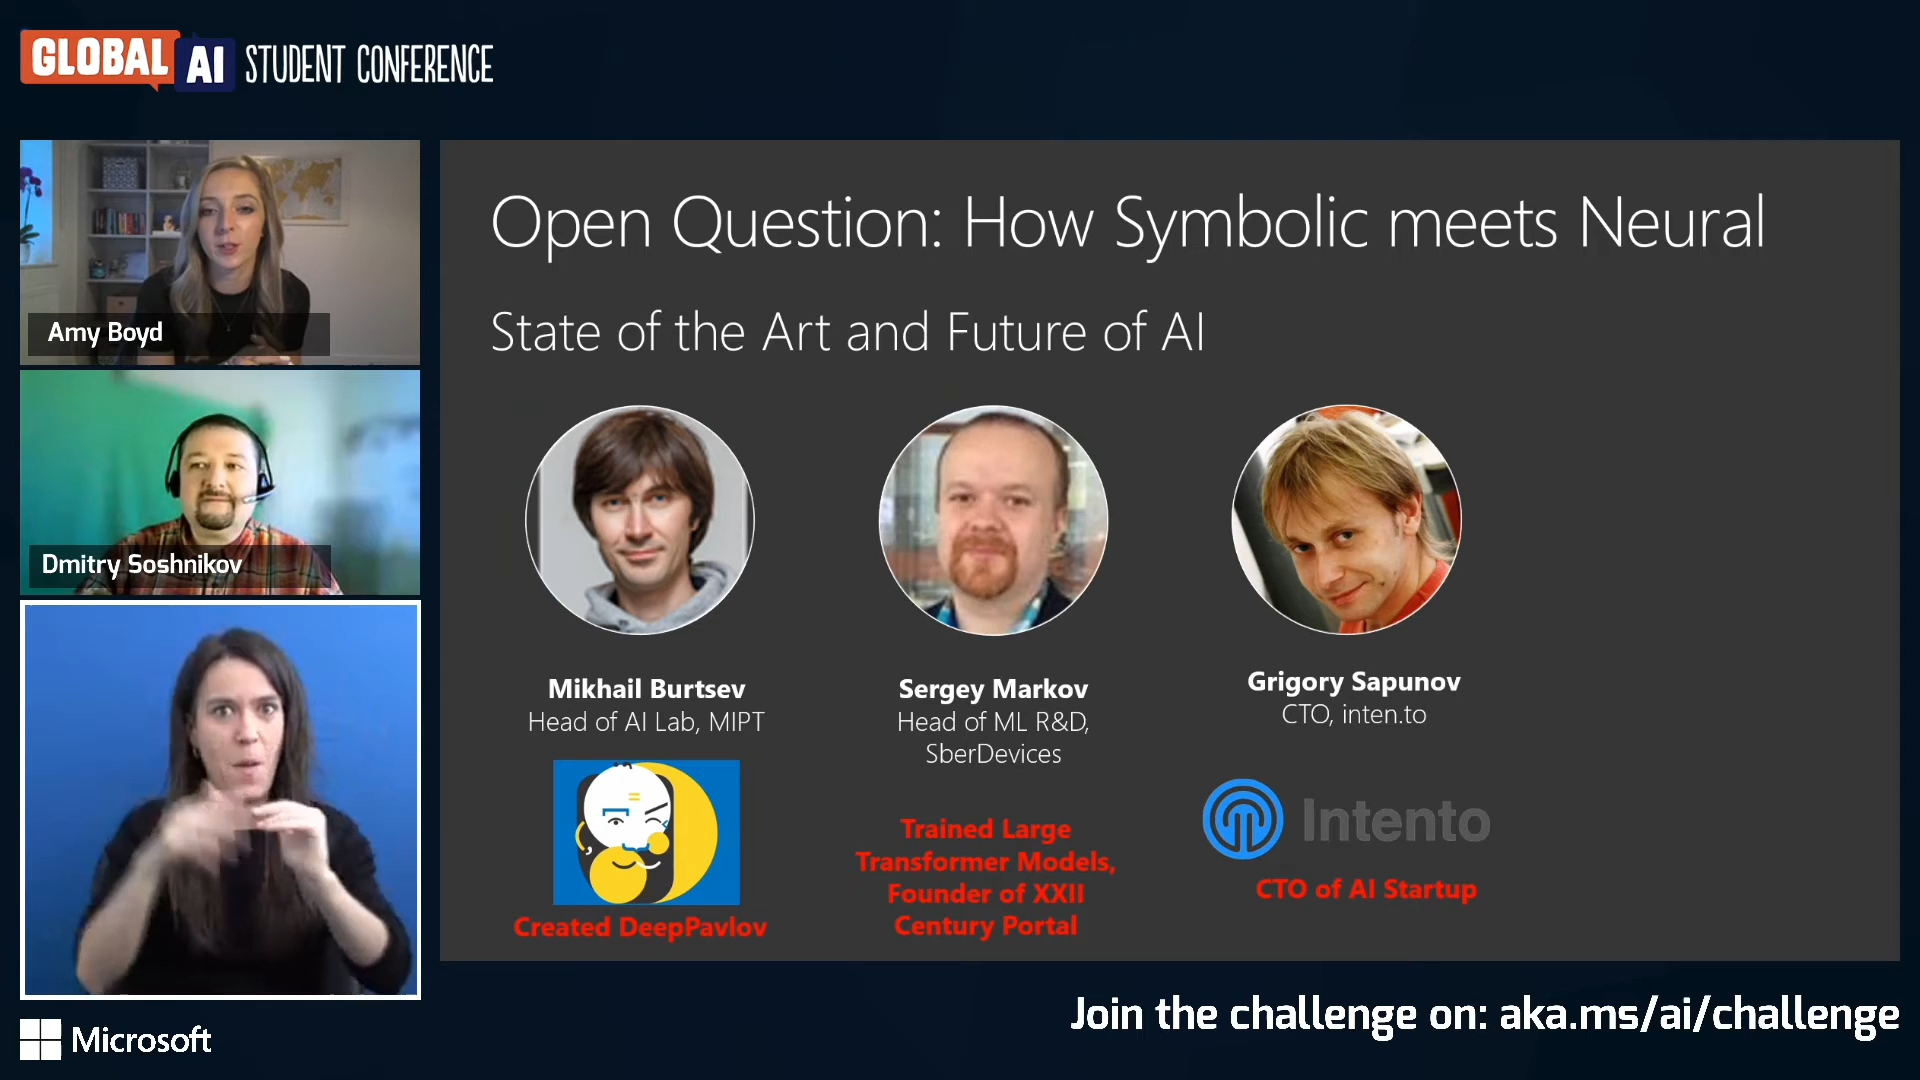 GLOBAL AI STUDENT CONFERENCE
Amy Boyd
Dmitry Soshnikov
Open Question: How Symbolic meets Neural
State of the Art and Future of AI
Mikhail Burtsev
Head of AI Lab, MIPT
Created DeepPavlov
Sergey Markov
Head of ML R&D,
SberDevices
Trained Large
Transformer Models,
Founder of XXII
Century Portal
Grigory Sapunov
CTO, inten.to
Intento
CTO of AI Startup
Microsoft
Join the challenge on: aka.ms/ai/challenge